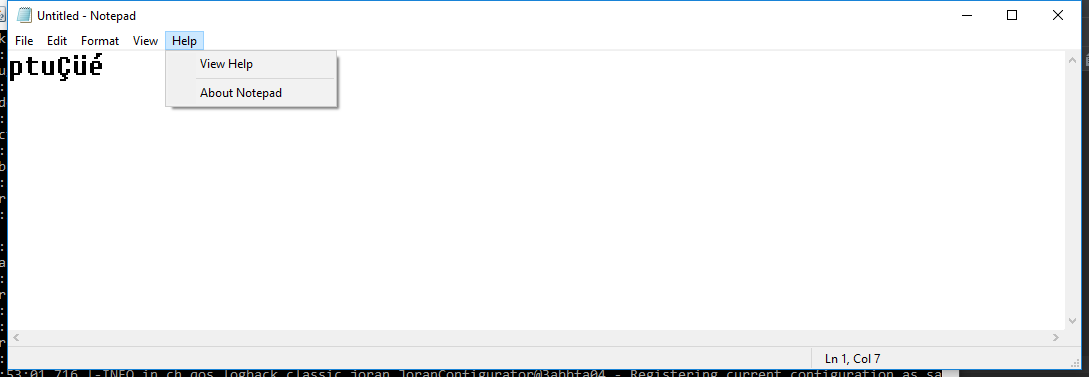 Untitled - Notepad
File Edit Format View Help
ptuÇüé
View Help
About Notepad
Ln 1, Col 7
:53:01,716 |-INFO in ch.qos.logback.classic.joran.JoranConfigurator@3abbfa04 - Registering current configuration as sa